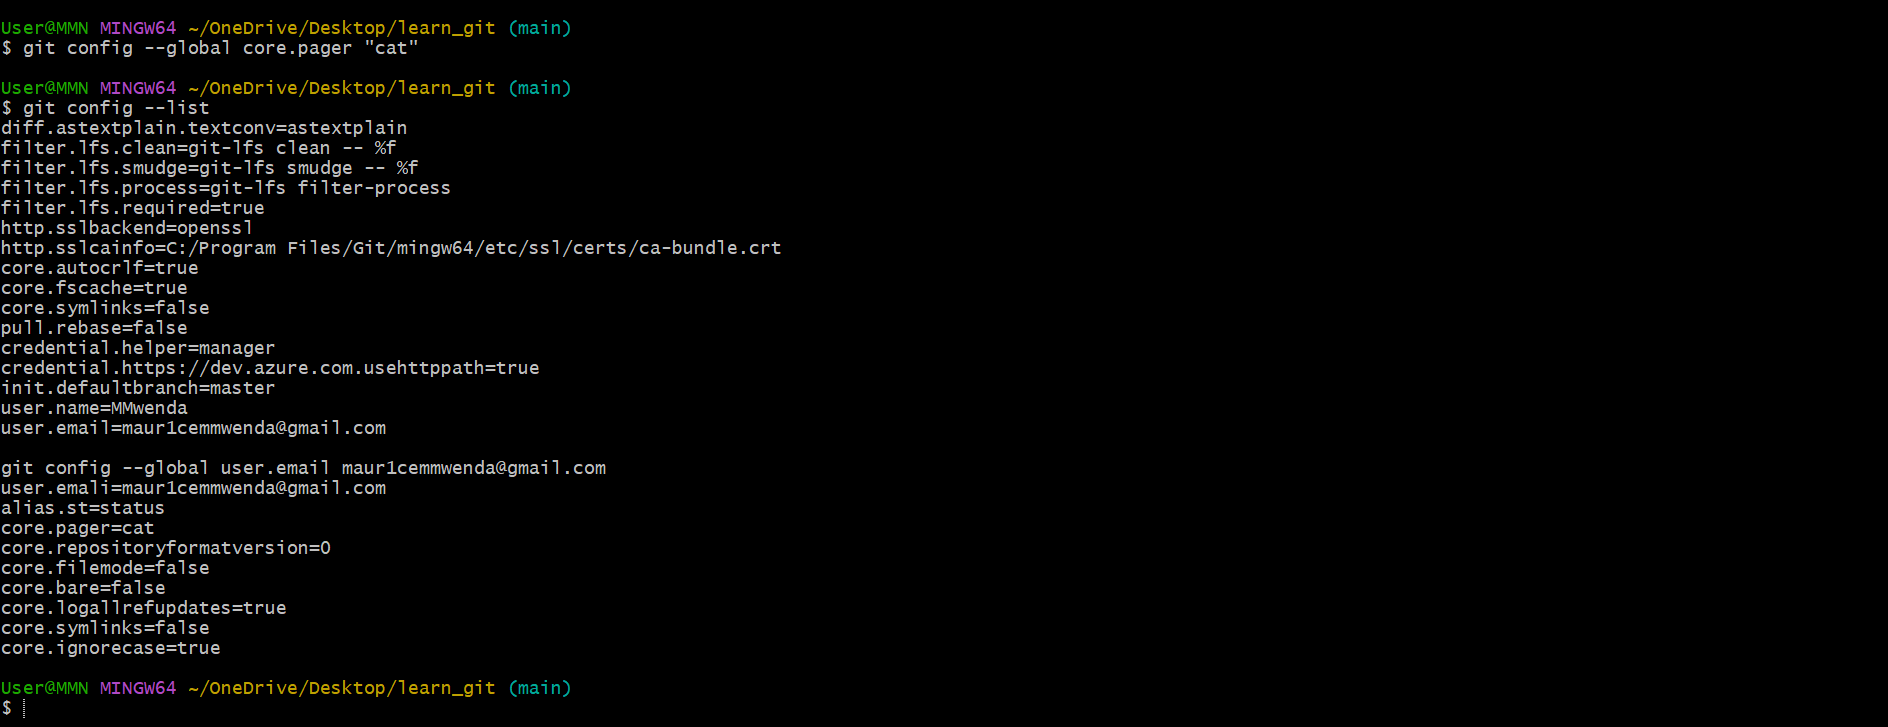 User@MMN MINGW64 ~/OneDrive/Desktop/learn_git (main)
$ git config --global core.pager "cat"
User@MMN MINGW64 ~/OneDrive/Desktop/learn_git (main)
$ git config --list
diff.astextplain.textconv=astextplain
filter.lfs.clean=git-lfs clean -- %f
filter.lfs.smudge=git-lfs smudge -- %f
filter.lfs.process=git-lfs filter-process
filter.lfs.required=true
http.sslbackend=openssl
http.sslcainfo=C:/Program Files/Git/mingw64/etc/ssl/certs/ca-bundle.crt
core.autocrlf=true
core.fscache=true
core.symlinks=false
pull.rebase=false
credential.helper=manager
credential.https://dev.azure.com.usehttppath=true
init.defaultbranch=master
user.name=MMwenda
user.email=maur1cemmwenda@gmail.com
git config --global user.email maur1cemmwenda@gmail.com
user.emali=maur1cemmwenda@gmail.com
alias.st=status
core.pager=cat
core.repositoryformatversion=0
core.filemode=false
core.bare=false
core.logallrefupdates=true
core.symlinks=false
core.ignorecase=true
User@MMN MINGW64 ~/OneDrive/Desktop/learn_git (main)
$